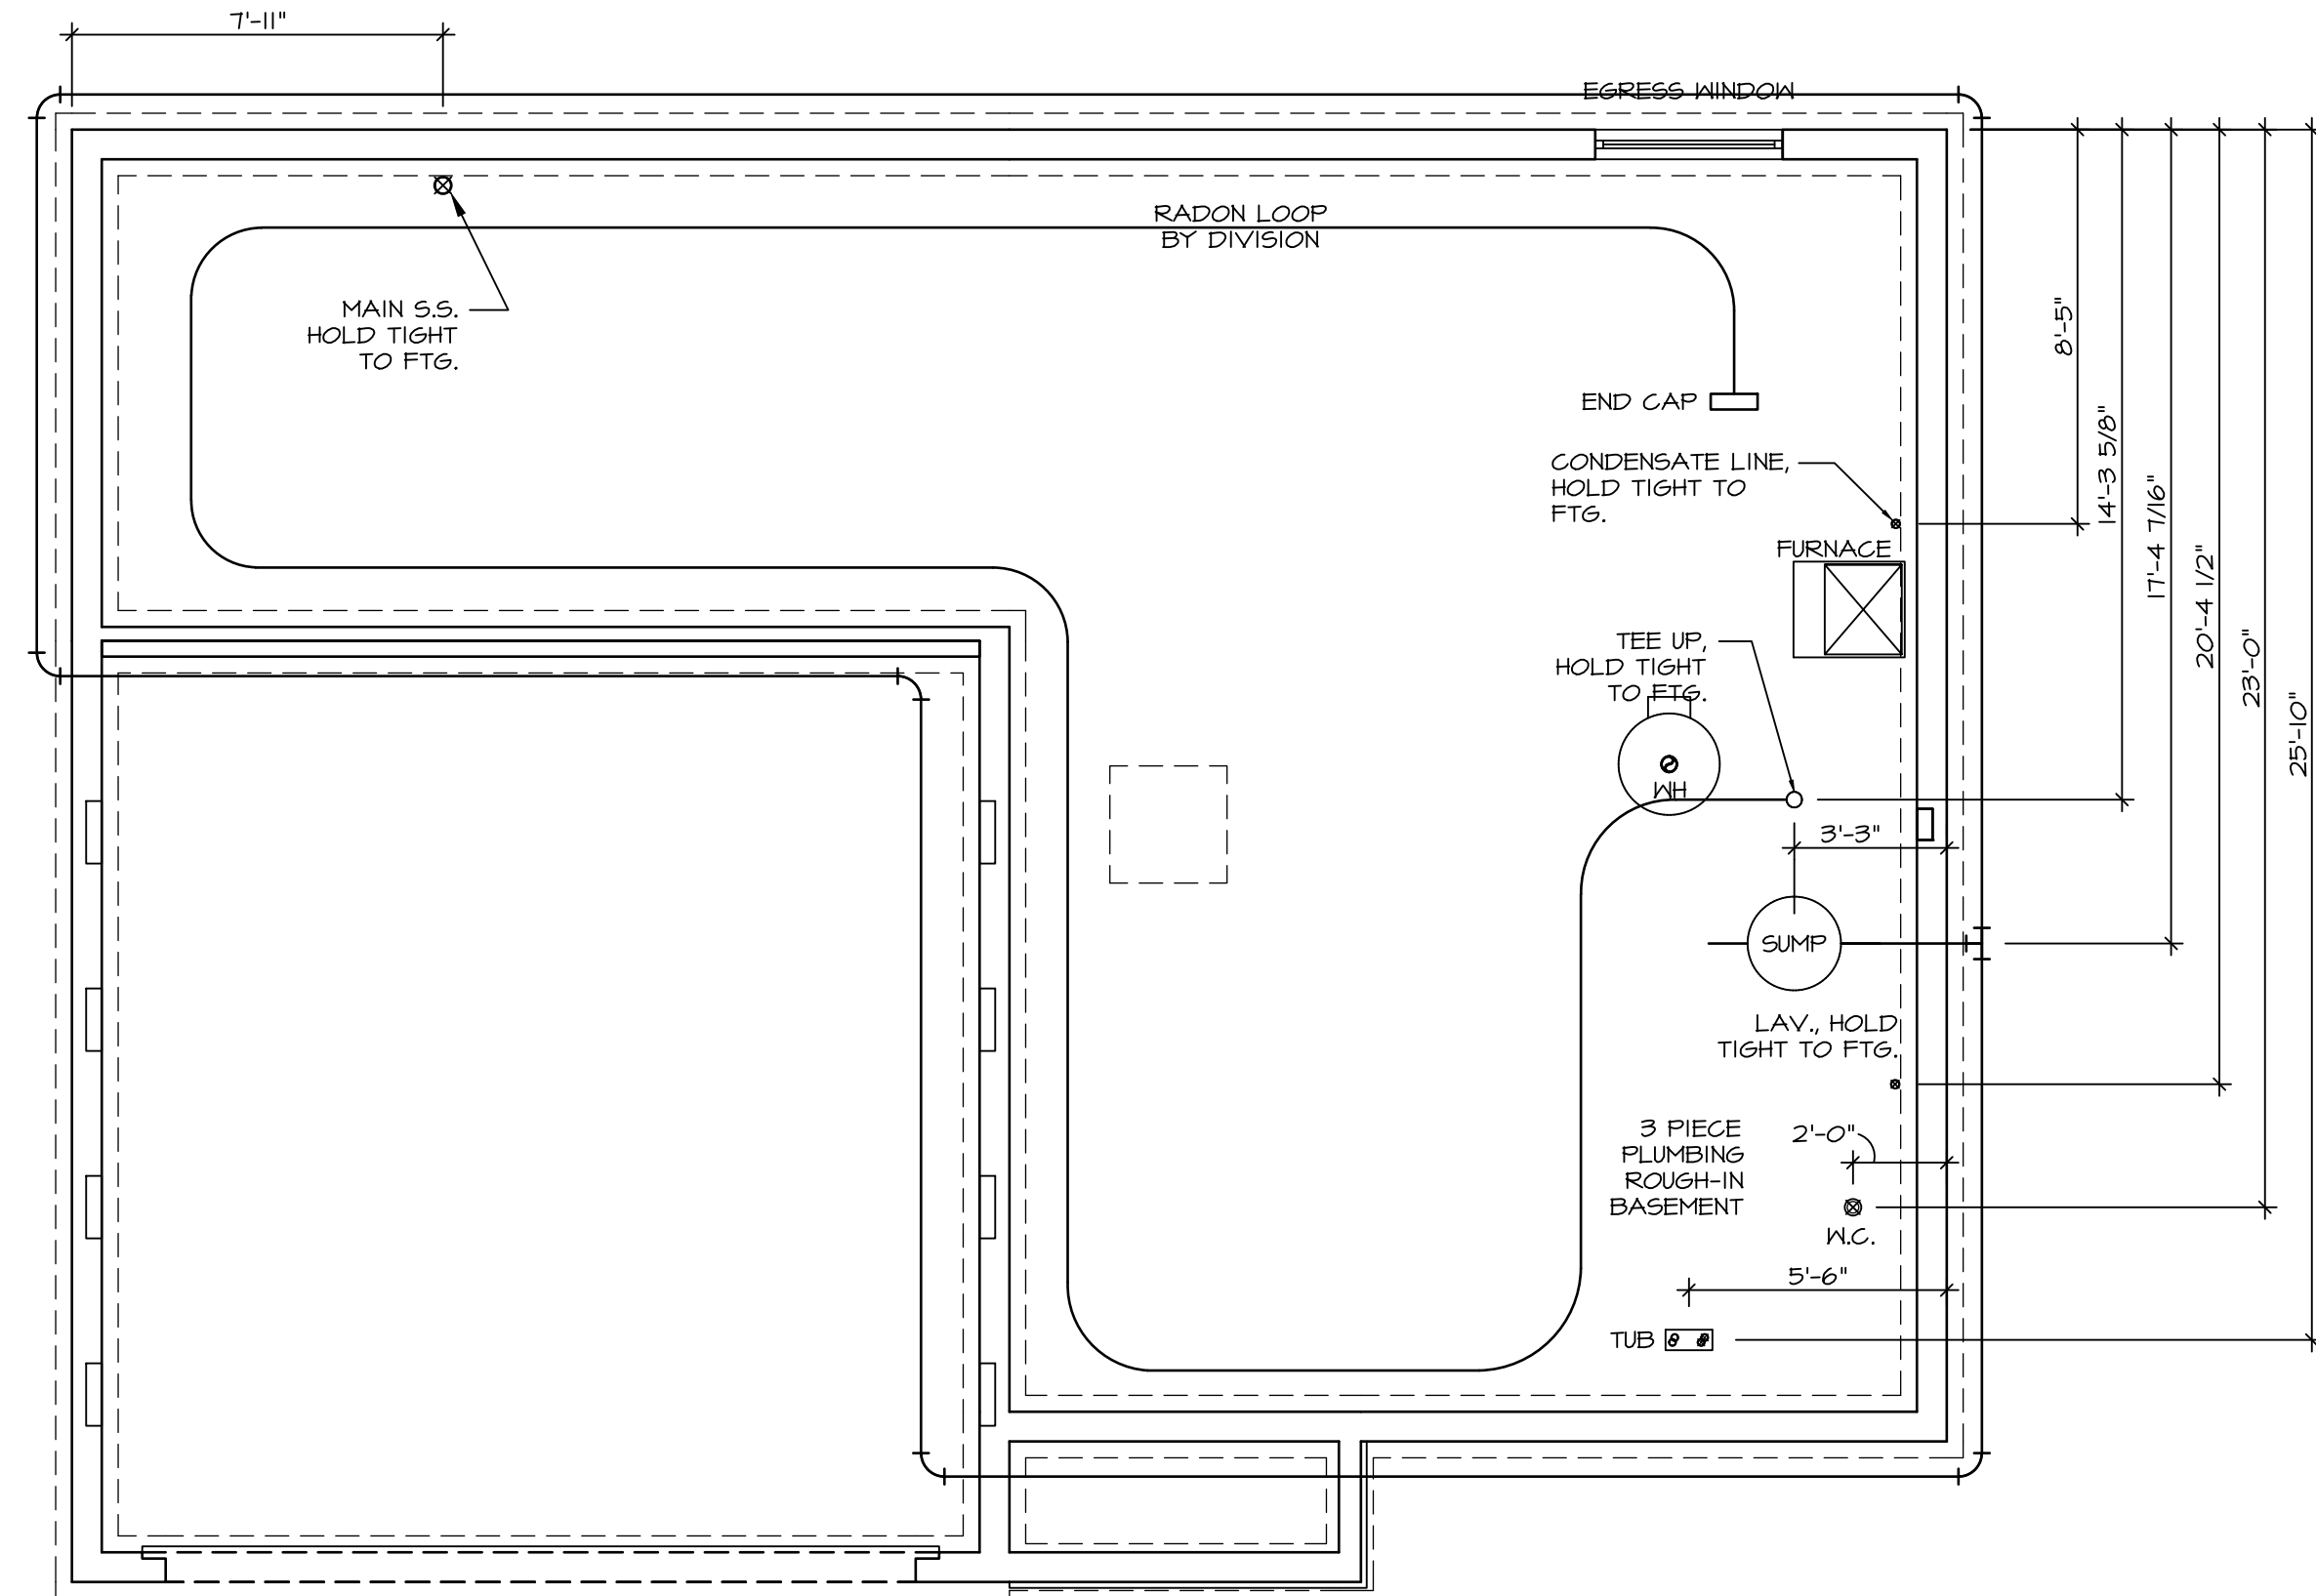 7'-11"
EGRESS WINDOW
RADON LOOP
BY DIVISION
MAIN S.S.
HOLD TIGHT
TO FTG.
8'-5"
END CAP
14'-3 5/8"
CONDENSATE LINE,
HOLD TIGHT TO
FTG.
17'-4 7/16"
FURNACE
20'-4 1/2"
TEE UP,
HOLD TIGHT
TO FTG.
23'-0"
25'-10"
WH
3'-3"
SUMP
LAV., HOLD
TIGHT TO FTG.
3 PIECE
PLUMBING
ROUGH-IN
BASEMENT
2'-0"
W.C.
5'-6"
TUB